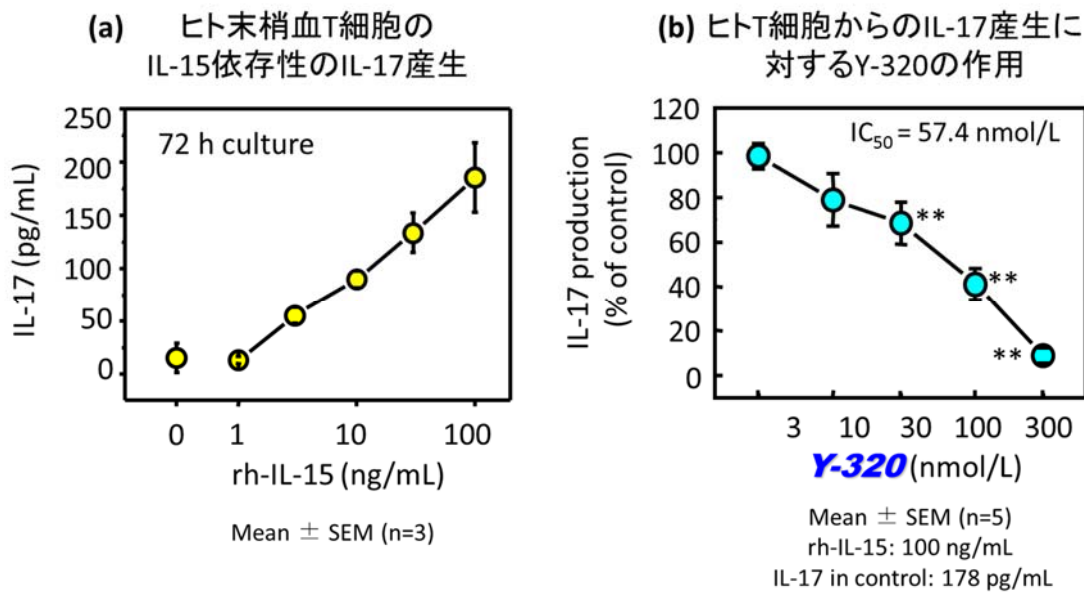 (a) ヒト末梢血T細胞の
IL-15依存性のIL-17産生
250
200
150
100
50
0
IL-17 (pg/mL)
72 h culture
0 1 10 100
rh-IL-15 (ng/mL)
Mean ± SEM (n=3)
(b) ヒトT細胞からのIL-17産生に
対するY-320の作用
120
100
80
60
40
20
0
IL-17 production
(% of control)
IC50 = 57.4 nmol/L
**
**
**
3 10 30 100 300
Y-320 (nmol/L)
Mean ± SEM (n=5)
rh-IL-15: 100 ng/mL
IL-17 in control: 178 pg/mL